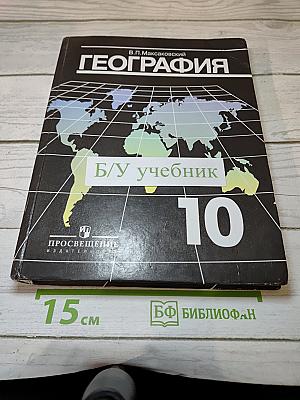 В.П.Максаковский
ГЕОГРАФИЯ
Б/У учебник
10
ПРОСВЕЩЕНИЕ
ИЗДАТЕЛЬСТВО
15 см
БФ БИБЛИОФАН